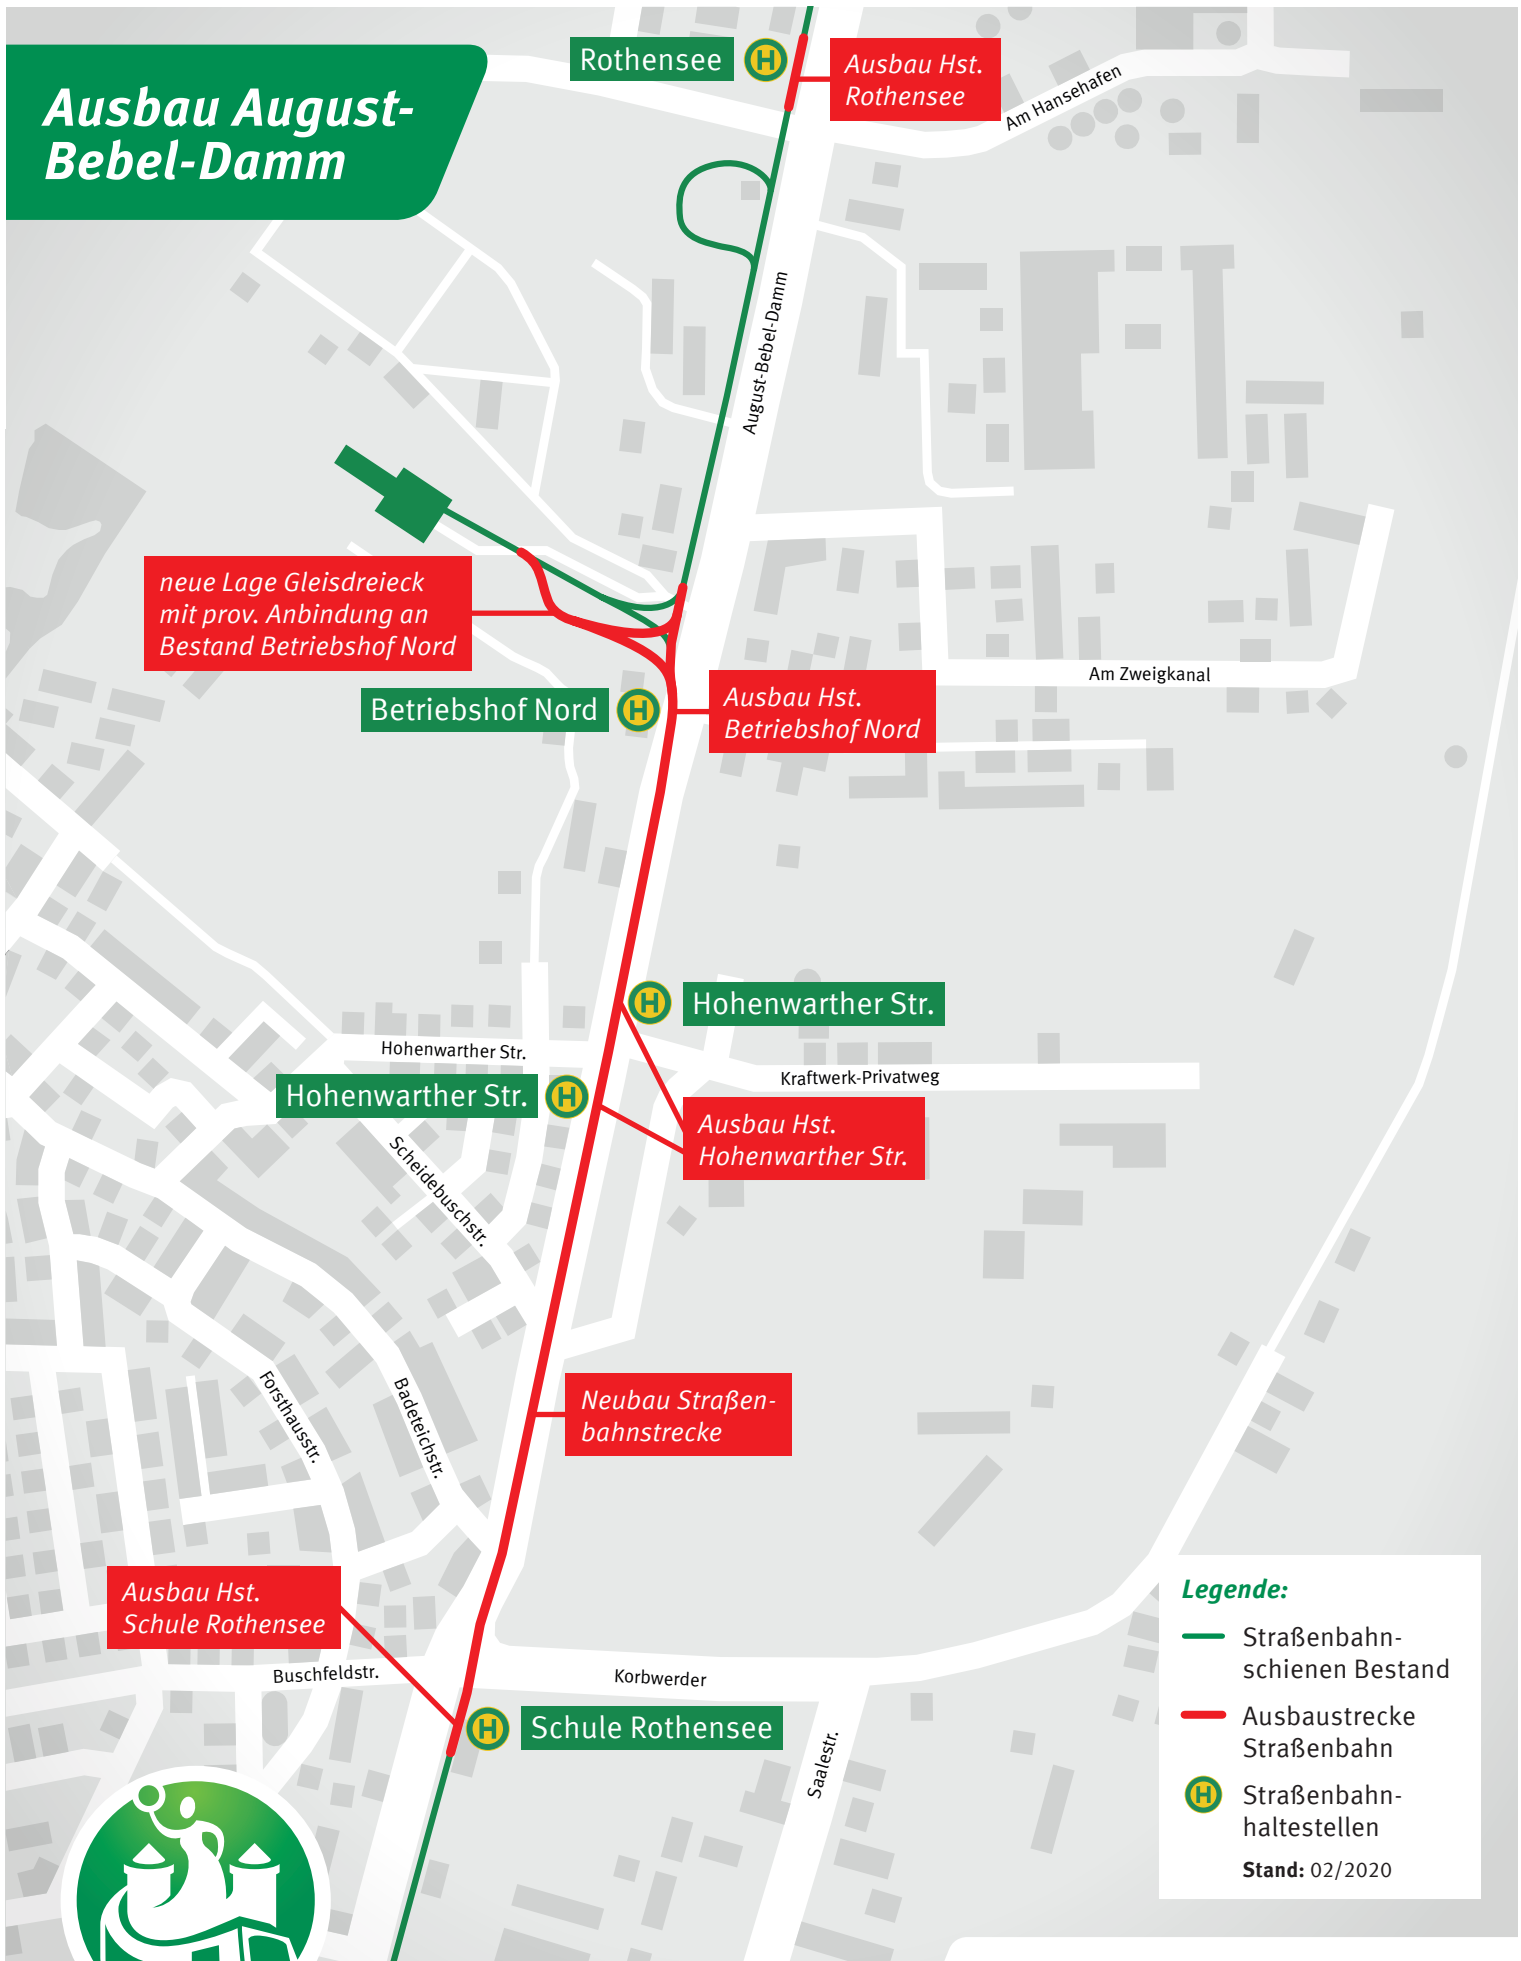 Ausbau August-
Bebel-Damm
Rothensee
H
Ausbau Hst.
Rothensee
Am Hansehafen
August-Bebel-Damm
neue Lage Gleisdreieck
mit prov. Anbindung an
Bestand Betriebshof Nord
Am Zweigkanal
Betriebshof Nord
H
Ausbau Hst.
Betriebshof Nord
H
Hohenwarther Str.
Hohenwarther Str.
Kraftwerk-Privatweg
Hohenwarther Str.
H
Ausbau Hst.
Hohenwarther Str.
Scheidebuschstr.
Forsthausstr.
Badeteichstr.
Neubau Straßen-
bahnstrecke
Ausbau Hst.
Schule Rothensee
Buschfeldstr.
Korbwerder
H
Schule Rothensee
Saalestr.
Legende:
Straßenbahn-
schienen Bestand
Ausbaustrecke
Straßenbahn
H
Straßenbahn-
haltestellen
Stand: 02/2020